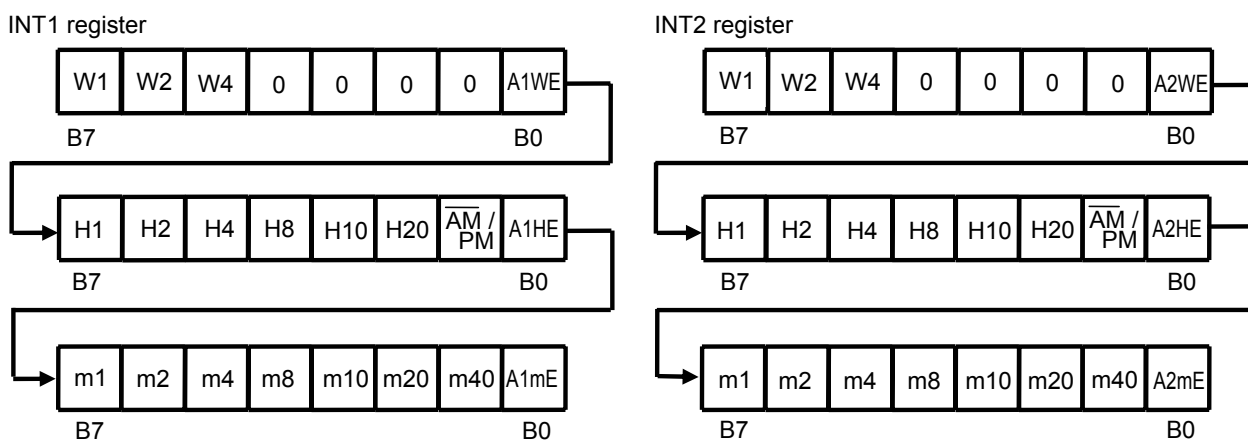 INT1 register
W1 W2 W4 0 0 0 0 A1WE
B7 B0
H1 H2 H4 H8 H10 H20 A̅M̅ / PM A1HE
B7 B0
m1 m2 m4 m8 m10 m20 m40 A1mE
B7 B0
INT2 register
W1 W2 W4 0 0 0 0 A2WE
B7 B0
H1 H2 H4 H8 H10 H20 A̅M̅ / PM A2HE
B7 B0
m1 m2 m4 m8 m10 m20 m40 A2mE
B7 B0